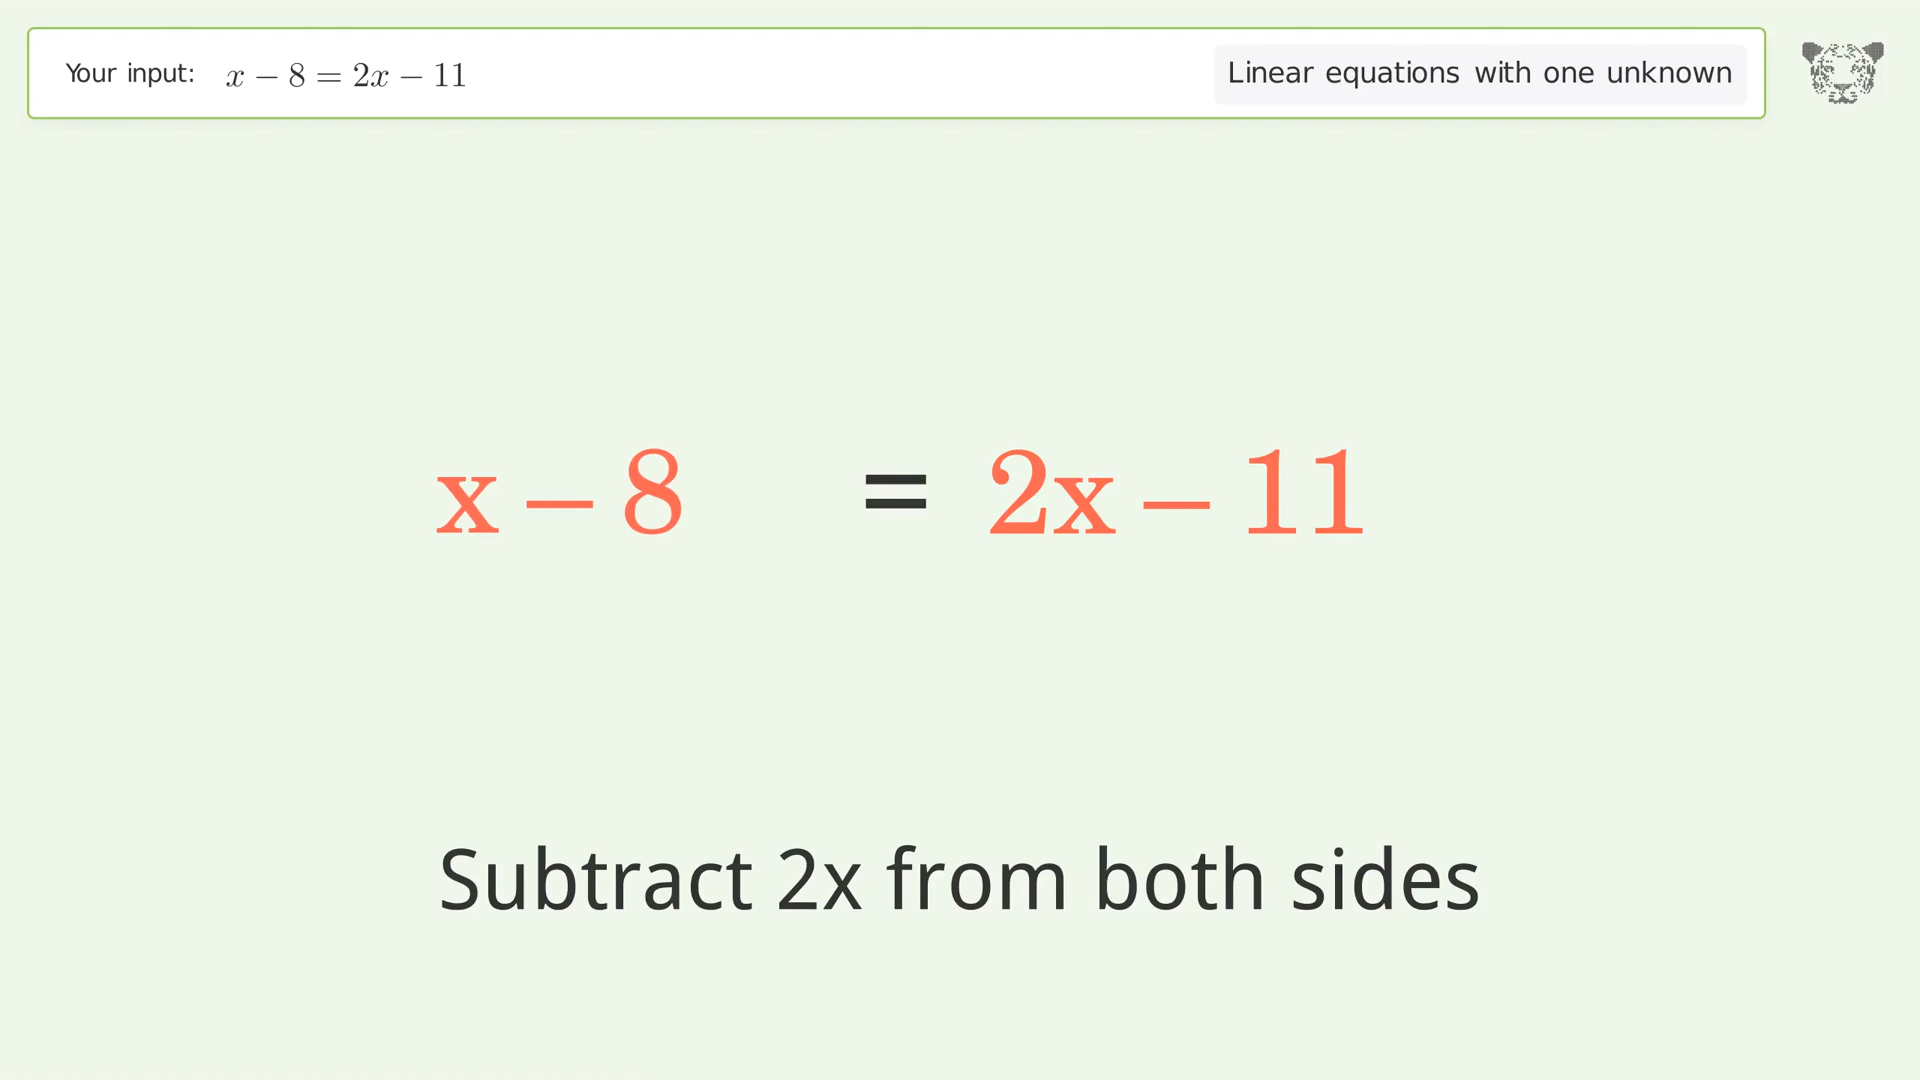 Your input: x − 8 = 2x − 11
Linear equations with one unknown
x − 8 = 2x − 11
Subtract 2x from both sides